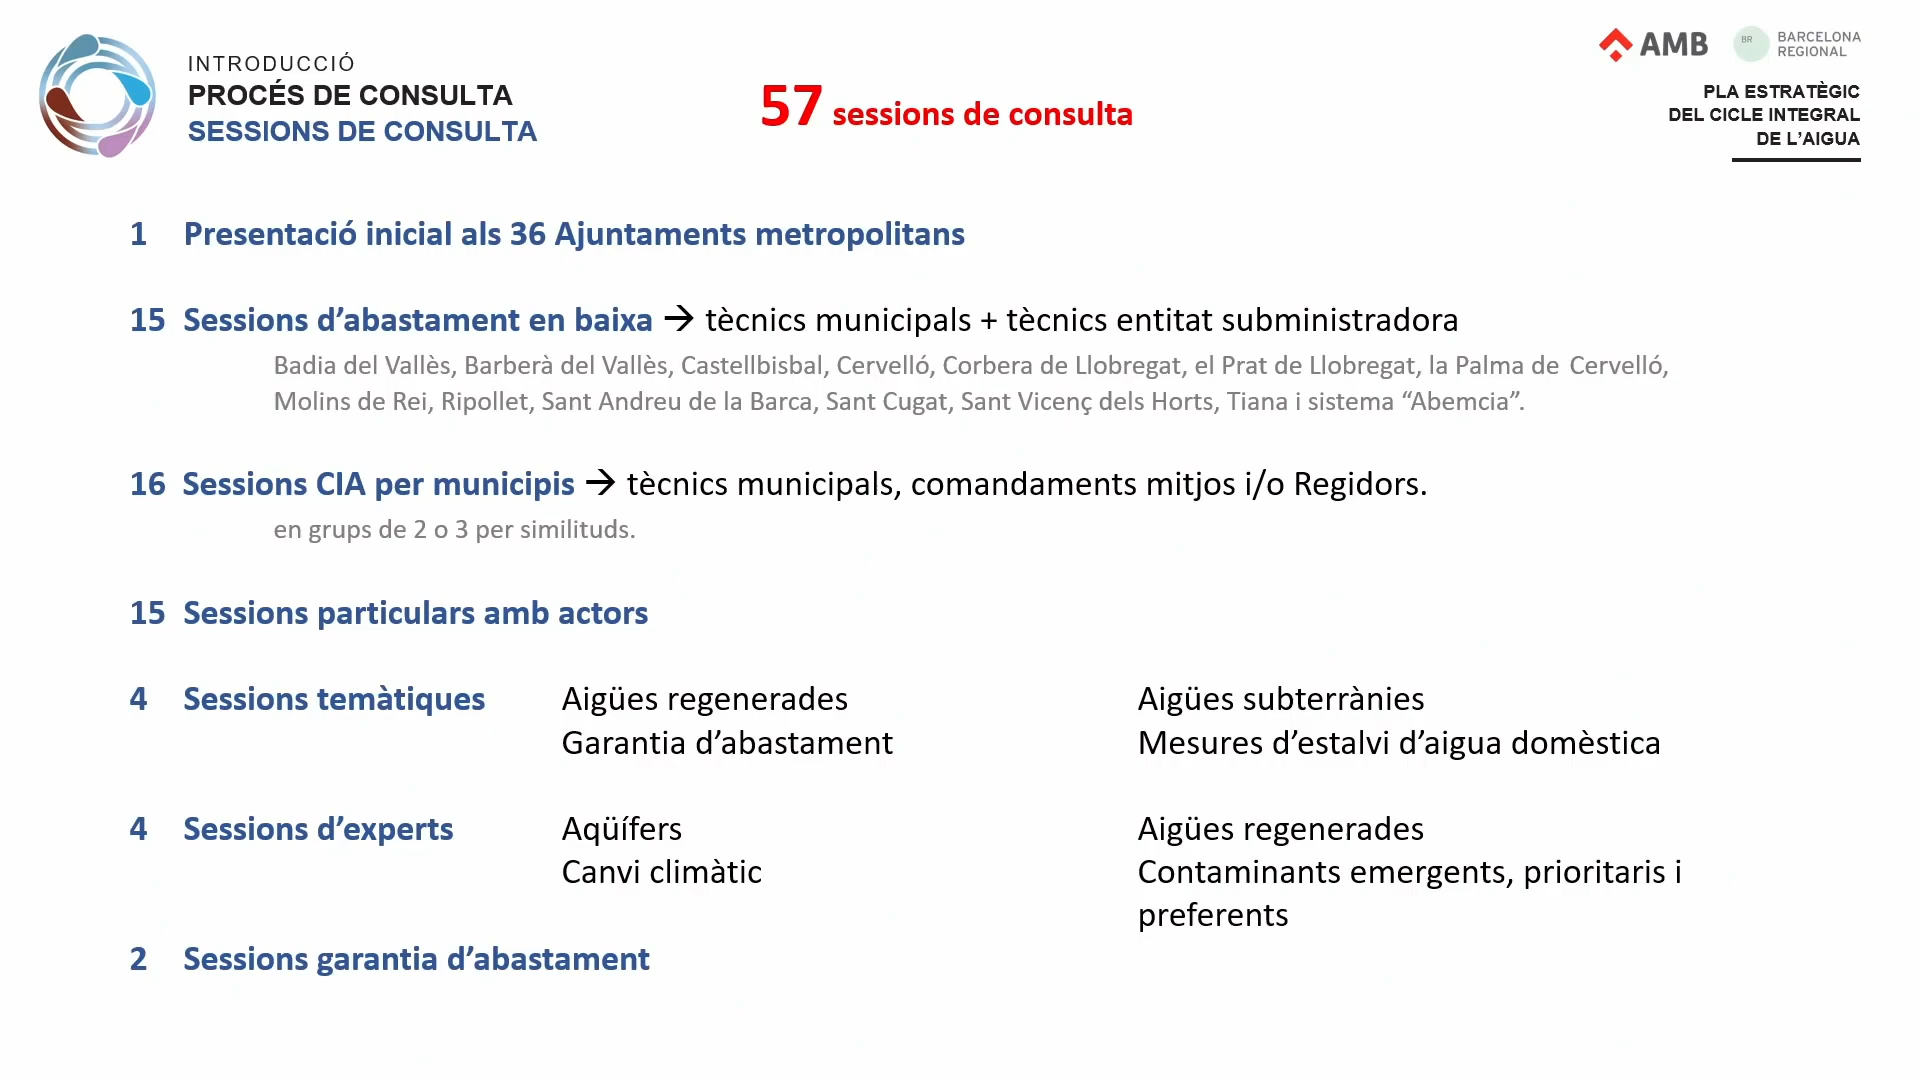 INTRODUCCIÓ
PROCÉS DE CONSULTA
SESSIONS DE CONSULTA
57 sessions de consulta
AMB
BR
BARCELONA
REGIONAL
PLA ESTRATÈGIC
DEL CICLE INTEGRAL
DE L'AIGUA
1 Presentació inicial als 36 Ajuntaments metropolitans
15 Sessions d’abastament en baixa → tècnics municipals + tècnics entitat subministradora
Badia del Vallès, Barberà del Vallès, Castellbisbal, Cervelló, Corbera de Llobregat, el Prat de Llobregat, la Palma de Cervelló,
Molins de Rei, Ripollet, Sant Andreu de la Barca, Sant Cugat, Sant Vicenç dels Horts, Tiana i sistema “Abemcia”.
16 Sessions CIA per municipis → tècnics municipals, comandaments mitjos i/o Regidors.
en grups de 2 o 3 per similituds.
15 Sessions particulars amb actors
4 Sessions temàtiques Aigües regenerades Aigües subterrànies
Garantia d’abastament Mesures d’estalvi d’aigua domèstica
4 Sessions d’experts Aqüífers Aigües regenerades
Canvi climàtic Contaminants emergents, prioritaris i
preferents
2 Sessions garantia d’abastament